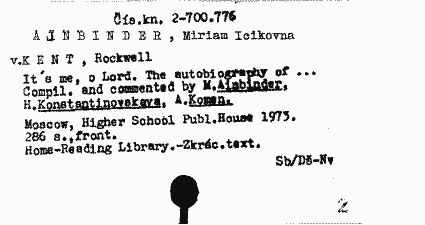 Čís.kn. 2-700.776
AJNBINDER, Miriam Icikovna
v.KENT, Rockwell
It's me, o Lord. The autobiography of ...
Compil. and commented by M.Ajnbinder,
H.Konstantinovskaya, A.Koman.
Moscow, Higher School Publ.House 1973.
286 s.,front.
Home-Reading Library.-Zkrác.text.
Sb/Dš-Nv